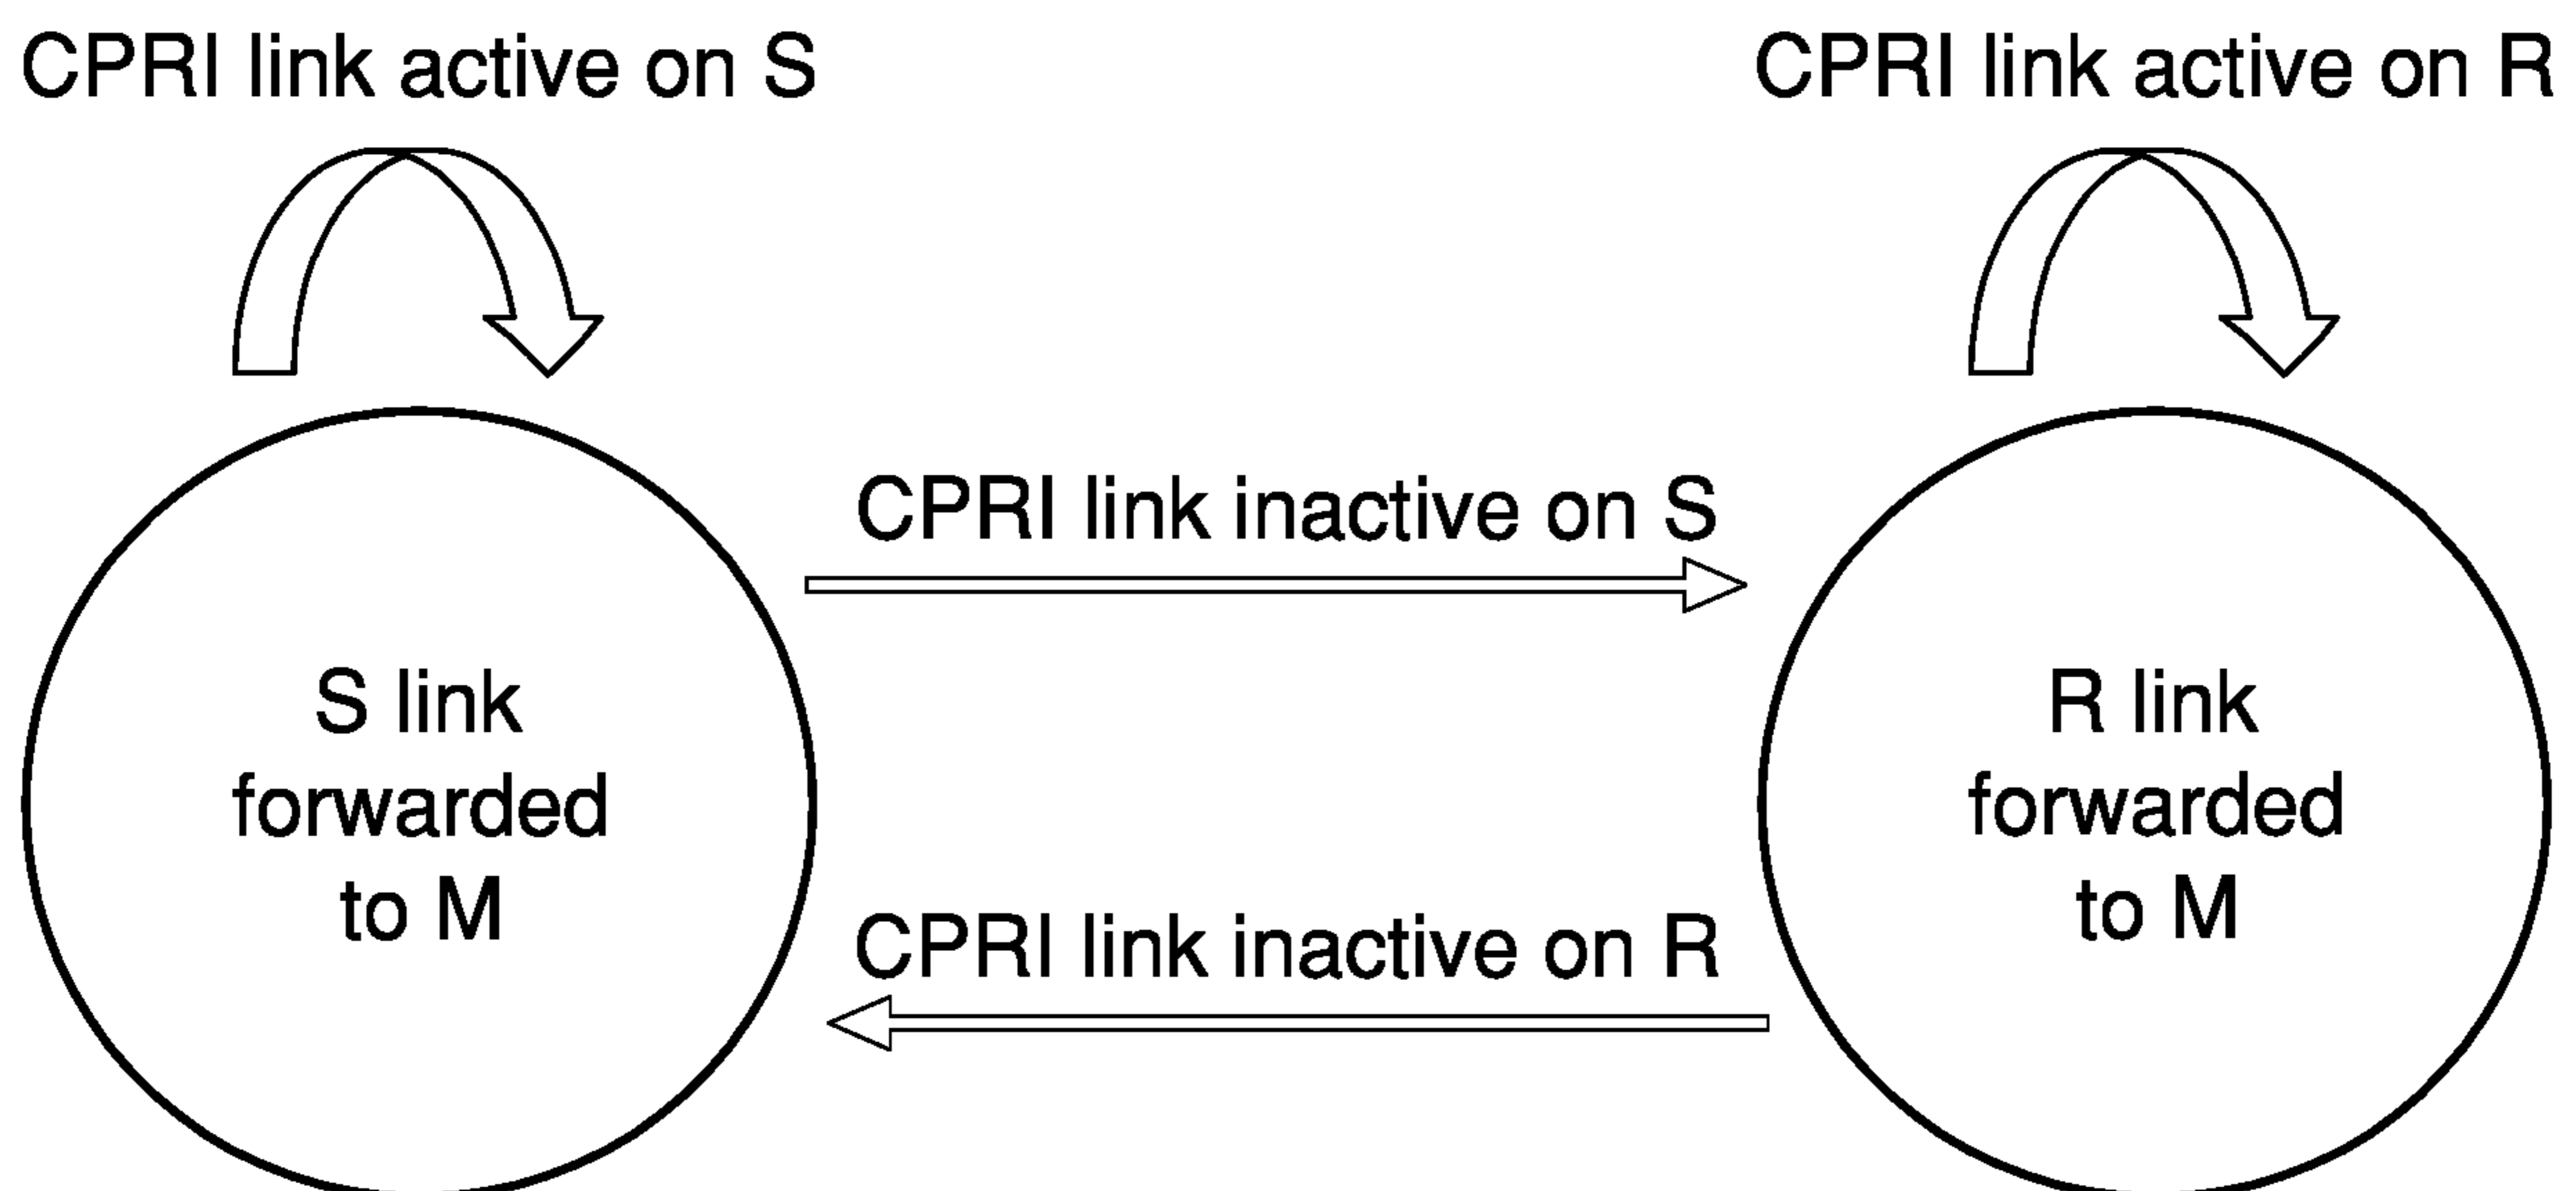 CPRI link active on S
CPRI link active on R
CPRI link inactive on S
S link
forwarded
to M
R link
forwarded
to M
CPRI link inactive on R